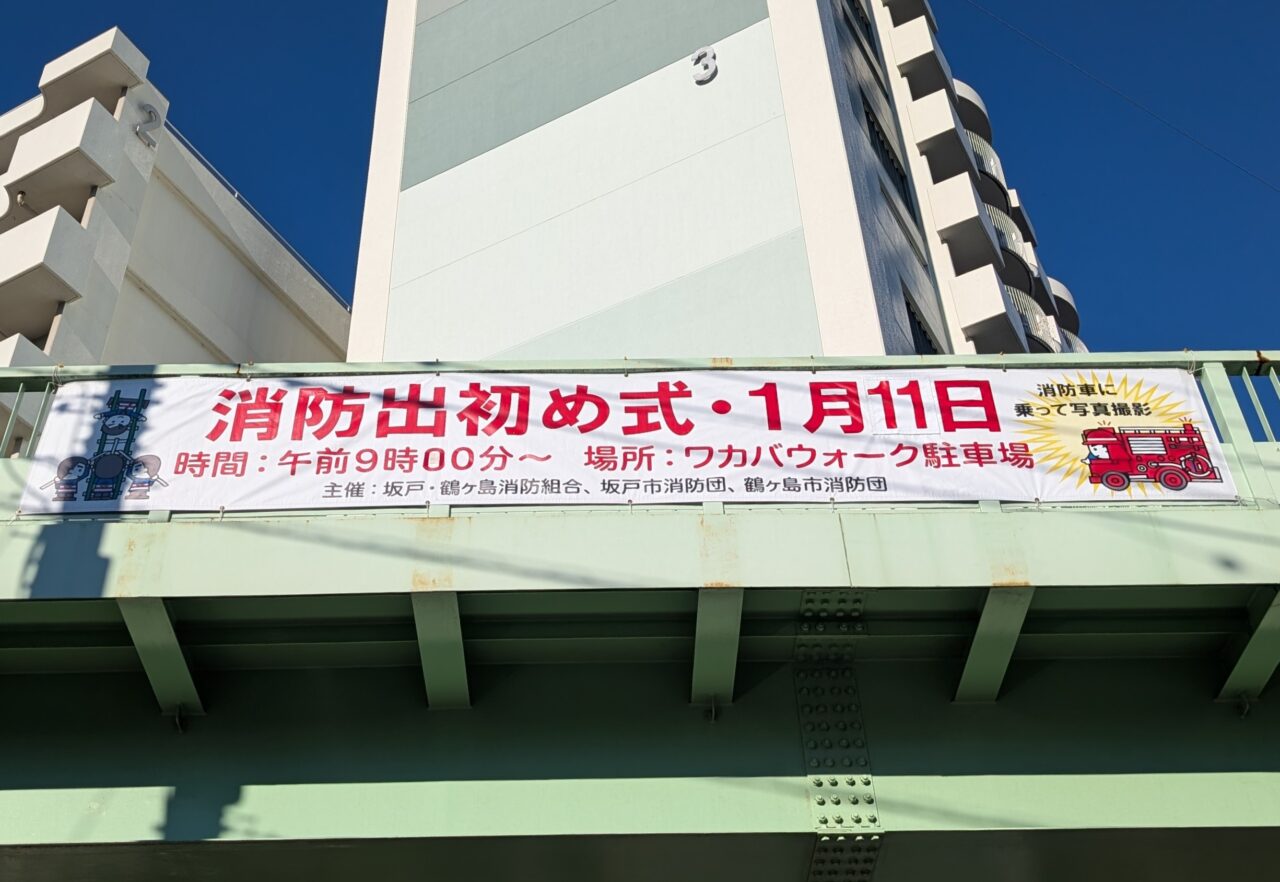 2
3
消防出初め式・1月11日
時間：午前9時00分〜　場所：ワカバウォーク駐車場
主催：坂戸・鶴ヶ島消防組合、坂戸市消防団、鶴ヶ島市消防団
消防車に
乗って写真撮影